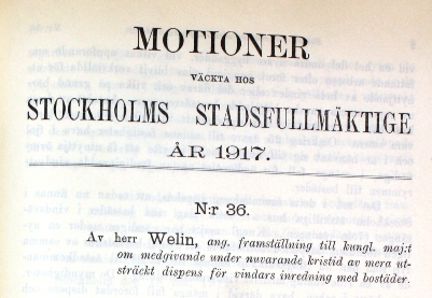 MOTIONER
VÄCKTA HOS
STOCKHOLMS STADSFULLMÄKTIGE
ÅR 1917.
N:r 36.
Av herr Welin, ang. framställning till kungl. maj:t
om medgivande under nuvarande kristid av mera ut-
sträckt dispens för vindars inredning med bostäder.